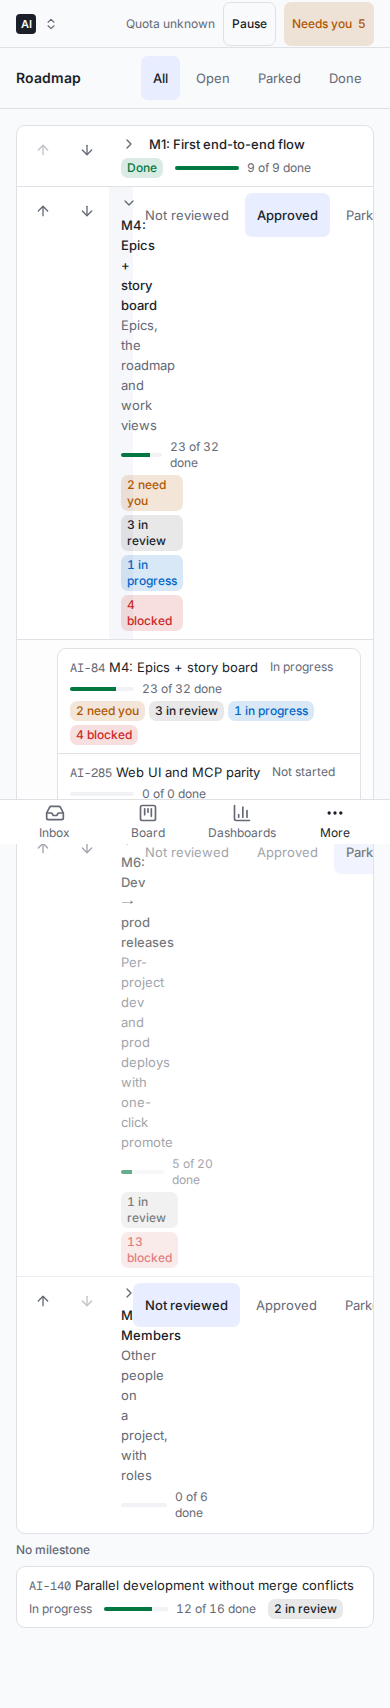 AI
Quota unknown
Pause
Needs you 5
Roadmap
All
Open
Parked
Done
M1: First end-to-end flow
Done
9 of 9 done
Not reviewed
Approved
Park
M4:
Epics
+
story
board
Epics,
the
roadmap
and
work
views
23 of 32
done
2 need
you
3 in
review
1 in
progress
4
blocked
AI-84 M4: Epics + story board
In progress
23 of 32 done
2 need you
3 in review
1 in progress
4 blocked
AI-285 Web UI and MCP parity
Not started
0 of 0 done
Inbox
Board
Dashboards
More
Not reviewed
Approved
Park
M6:
Dev
→
prod
releases
Per-
project
dev
and
prod
deploys
with
one-
click
promote
5 of 20
done
1 in
review
13
blocked
Not reviewed
Approved
Park
M
Members
Other
people
on
a
project,
with
roles
0 of 6
done
No milestone
AI-140 Parallel development without merge conflicts
In progress
12 of 16 done
2 in review